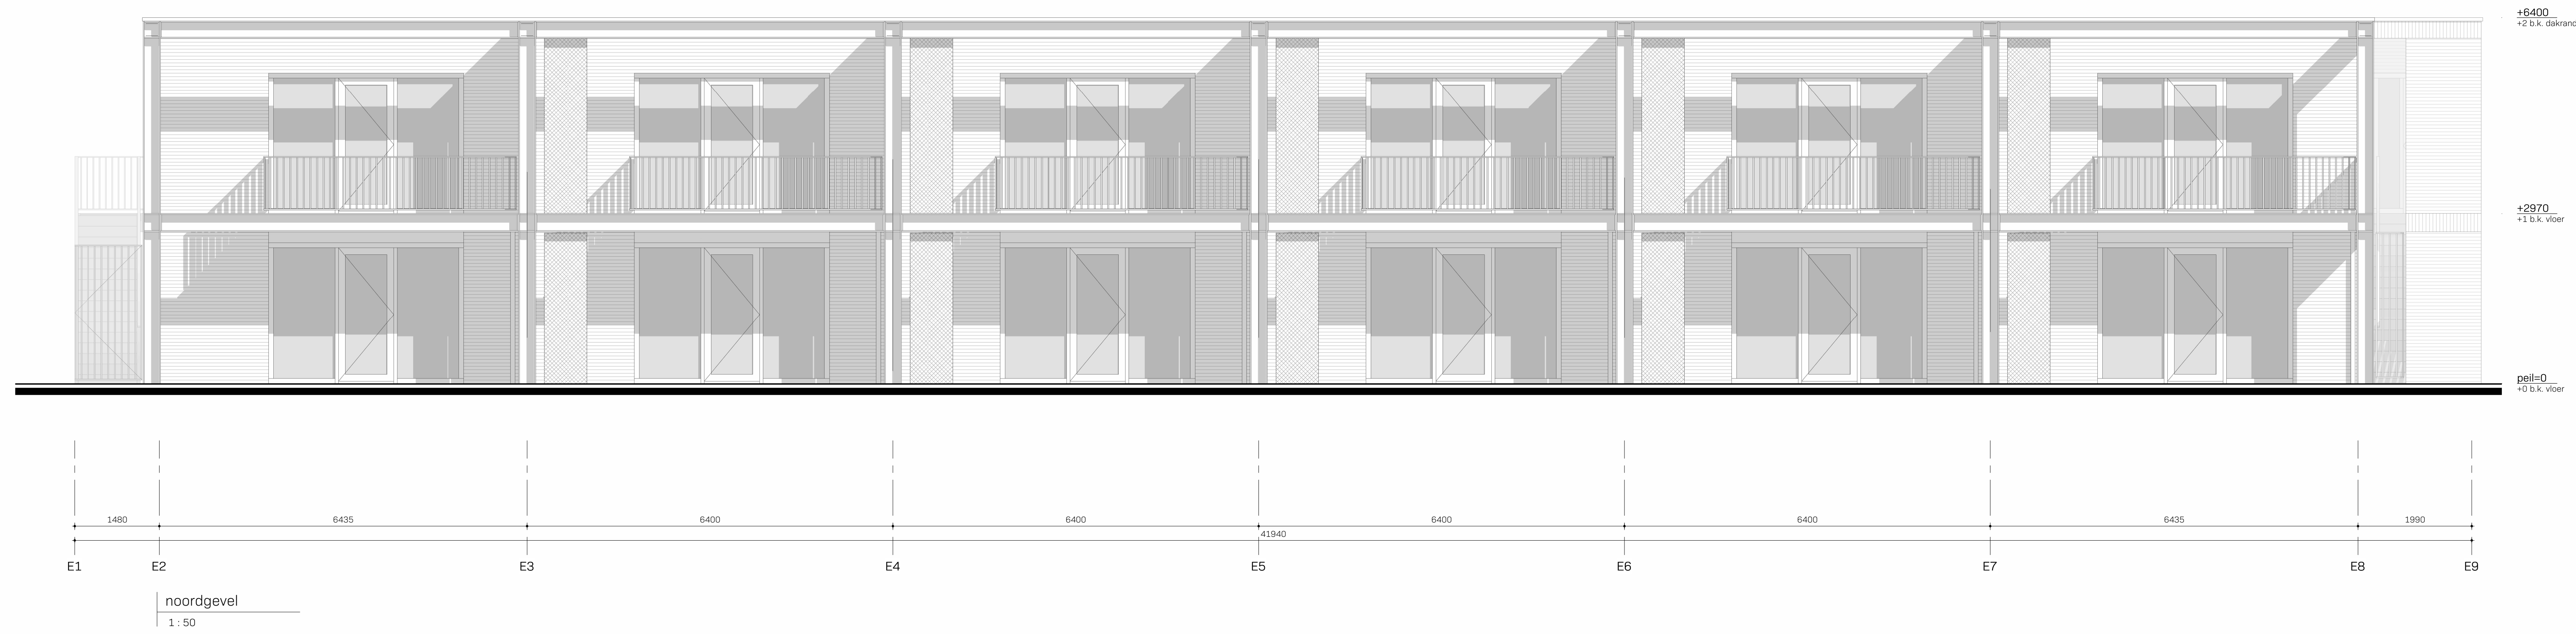 +6400
+2 b.k. dakrand
+2970
+1 b.k. vloer
peil=0
+0 b.k. vloer
1480
6435
6400
6400
6400
6400
6435
1990
41940
E1
E2
E3
E4
E5
E6
E7
E8
E9
noordgevel
1 : 50